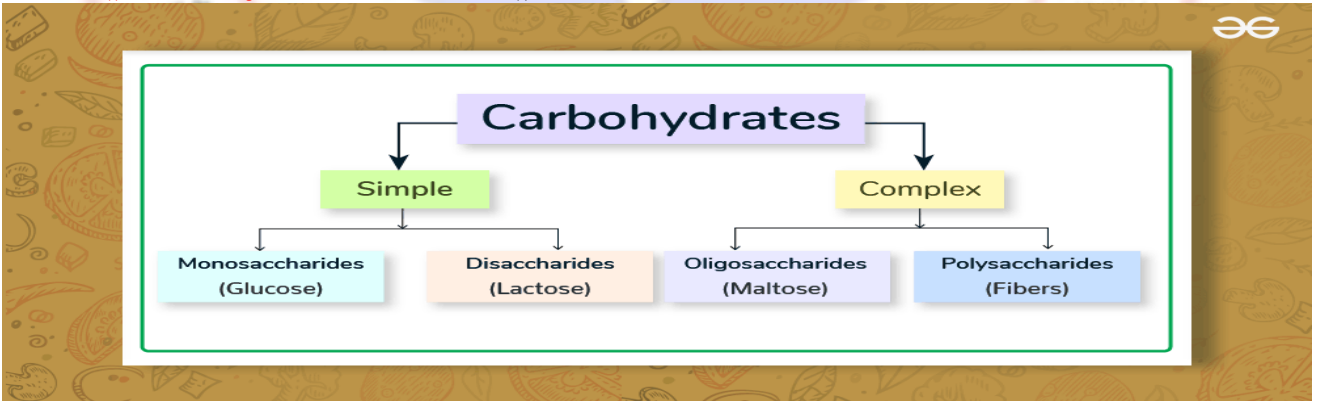 Carbohydrates
Simple
Complex
Monosaccharides
(Glucose)
Disaccharides
(Lactose)
Oligosaccharides
(Maltose)
Polysaccharides
(Fibers)